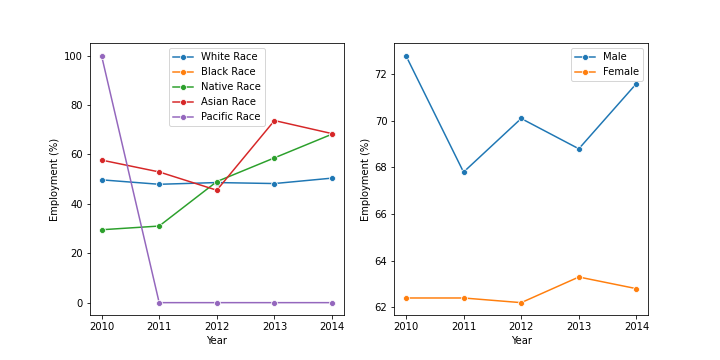 White Race
Black Race
Native Race
Asian Race
Pacific Race
100
80
60
40
20
0
Employment (%)
2010 2011 2012 2013 2014
Year
Male
Female
72
70
68
66
64
62
Employment (%)
2010 2011 2012 2013 2014
Year